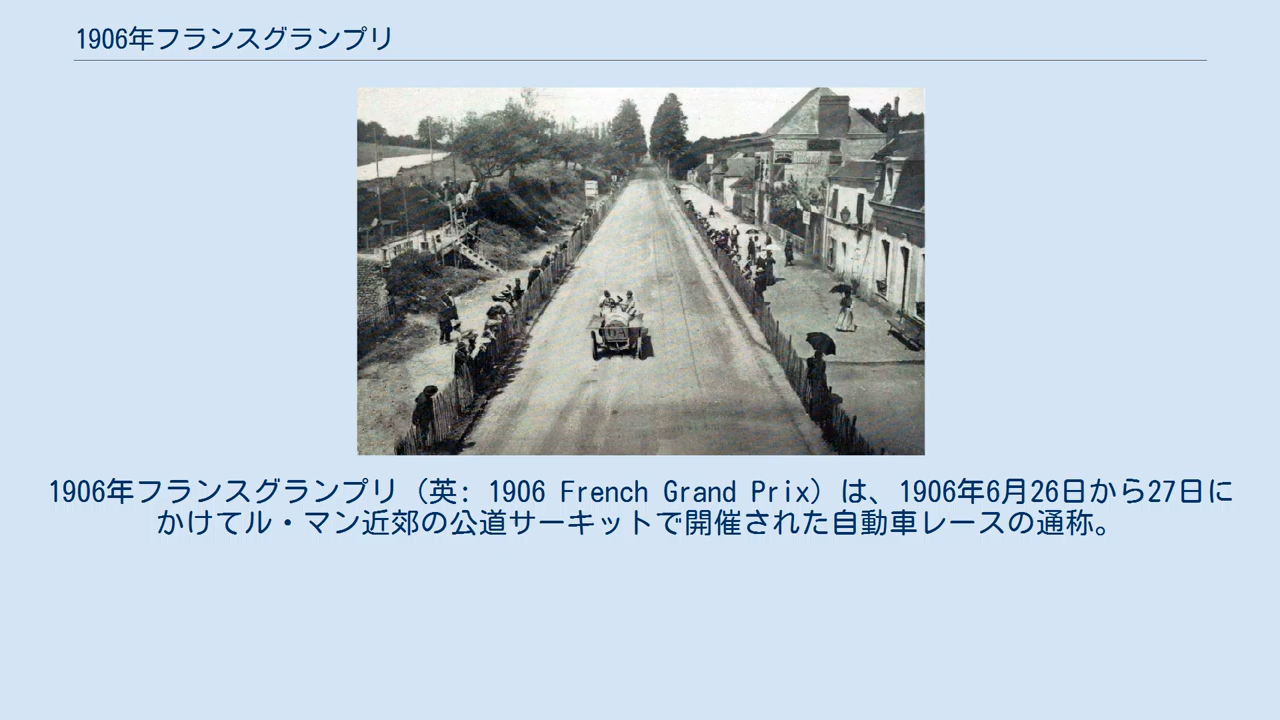 1906年フランスグランプリ
1906年フランスグランプリ（英: 1906 French Grand Prix）は、1906年6月26日から27日に
かけてル・マン近郊の公道サーキットで開催された自動車レースの通称。